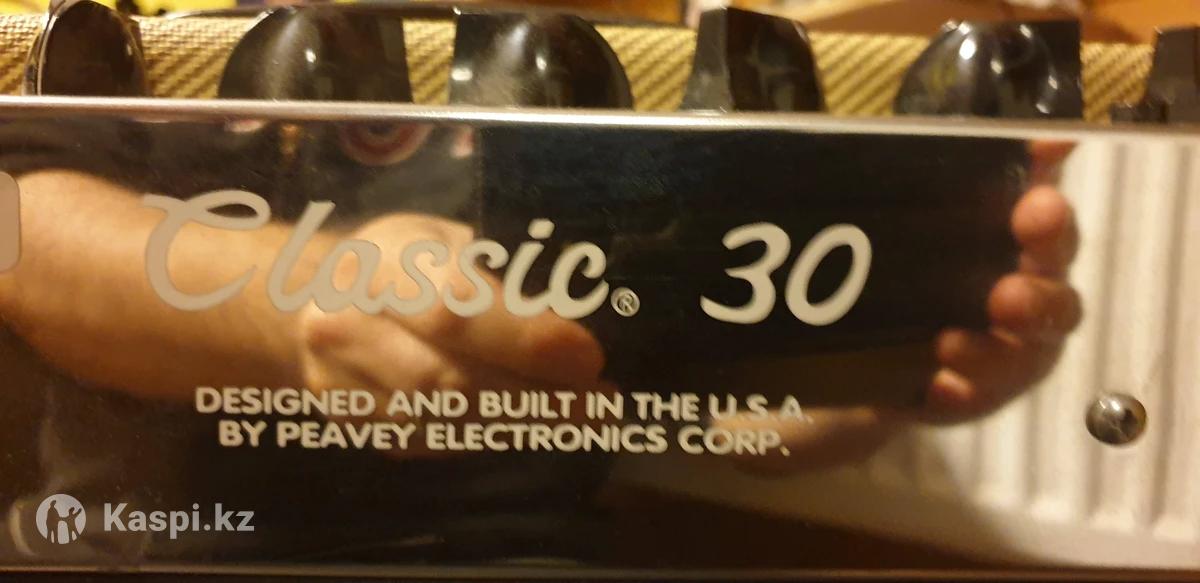 Classic® 30
DESIGNED AND BUILT IN THE U.S.A.
BY PEAVEY ELECTRONICS CORP.
Kaspi.kz